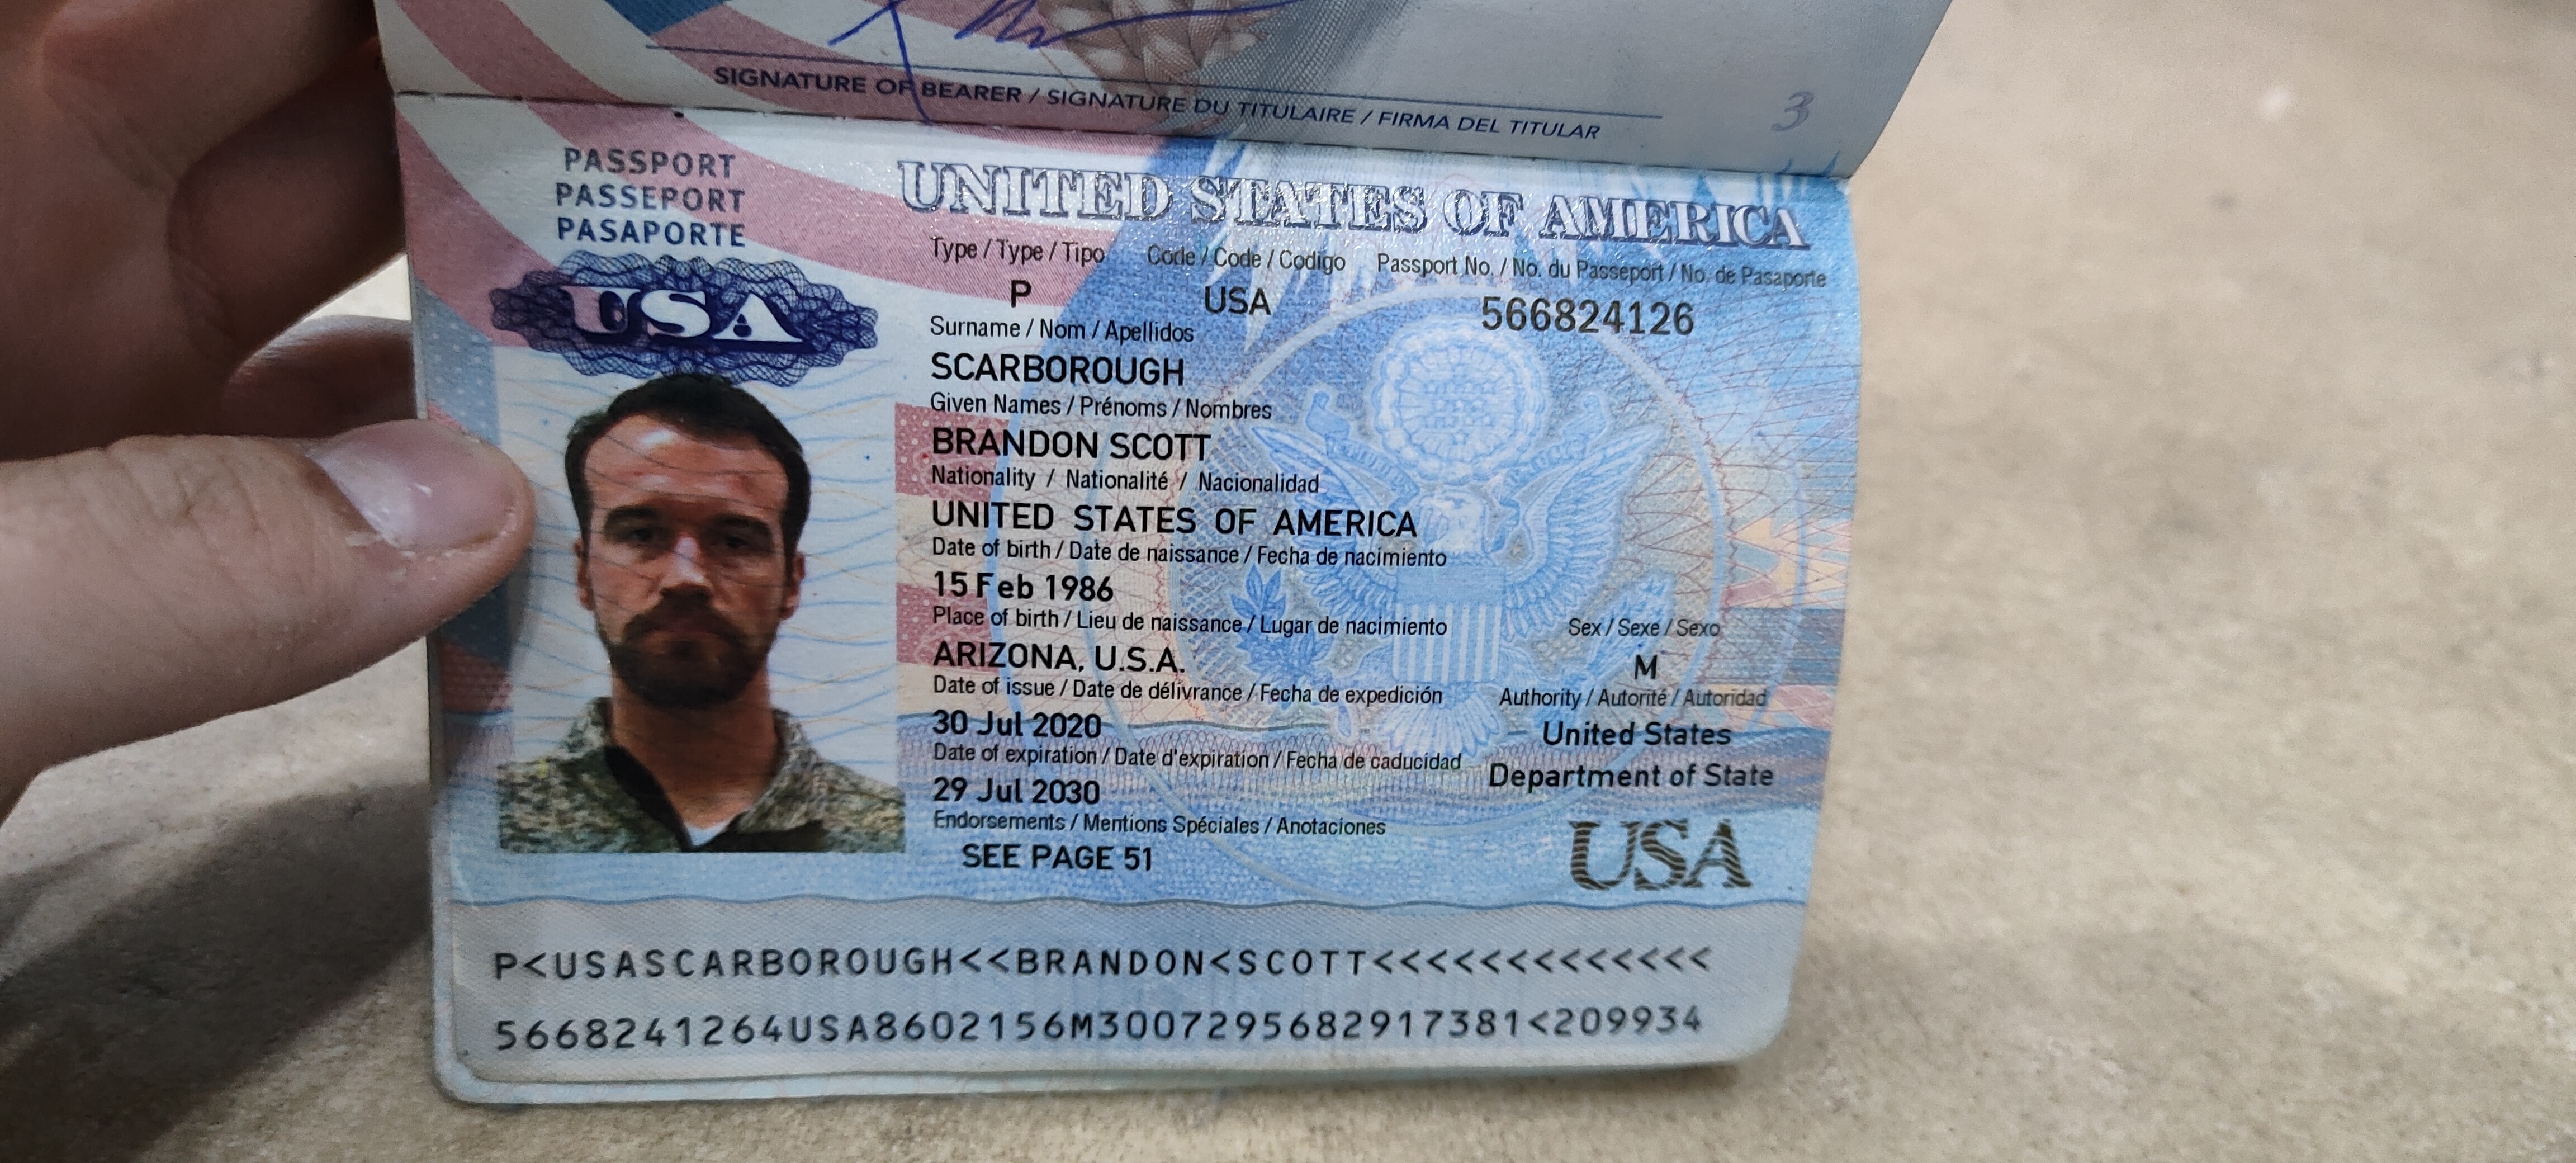 SIGNATURE OF BEARER / SIGNATURE DU TITULAIRE / FIRMA DEL TITULAR
3
PASSPORT
PASSEPORT
PASAPORTE
USA
UNITED STATES OF AMERICA
Type / Type / Tipo Code / Code / Codigo Passport No. / No. du Passeport / No. de Pasaporte
P USA 566824126
Surname / Nom / Apellidos
SCARBOROUGH
Given Names / Prénoms / Nombres
BRANDON SCOTT
Nationality / Nationalité / Nacionalidad
UNITED STATES OF AMERICA
Date of birth / Date de naissance / Fecha de nacimiento
15 Feb 1986
Place of birth / Lieu de naissance / Lugar de nacimiento Sex / Sexe / Sexo
ARIZONA, U.S.A. M
Date of issue / Date de délivrance / Fecha de expedición Authority / Autorité / Autoridad
30 Jul 2020 United States
Date of expiration / Date d'expiration / Fecha de caducidad Department of State
29 Jul 2030
Endorsements / Mentions Spéciales / Anotaciones
SEE PAGE 51
USA
P<USASCARBOROUGH<<BRANDON<SCOTT<<<<<<<<<<<<<
5668241264USA8602156M3007295682917381<209934